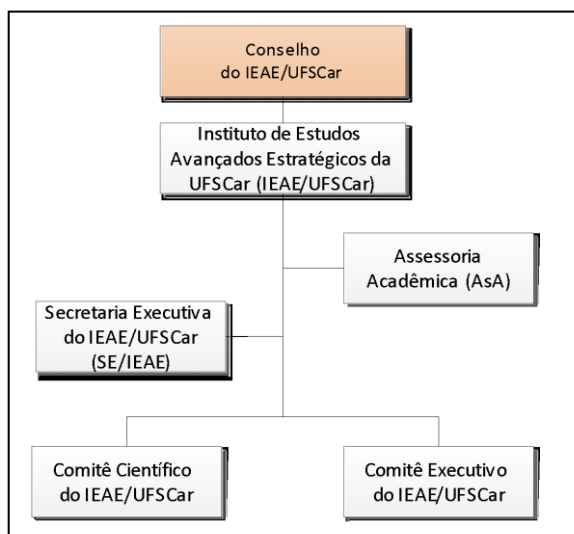 Conselho
do IEAE/UFSCar
Instituto de Estudos
Avançados Estratégicos da
UFSCar (IEAE/UFSCar)
Assessoria
Acadêmica (AsA)
Secretaria Executiva
do IEAE/UFSCar
(SE/IEAE)
Comitê Científico
do IEAE/UFSCar
Comitê Executivo
do IEAE/UFSCar